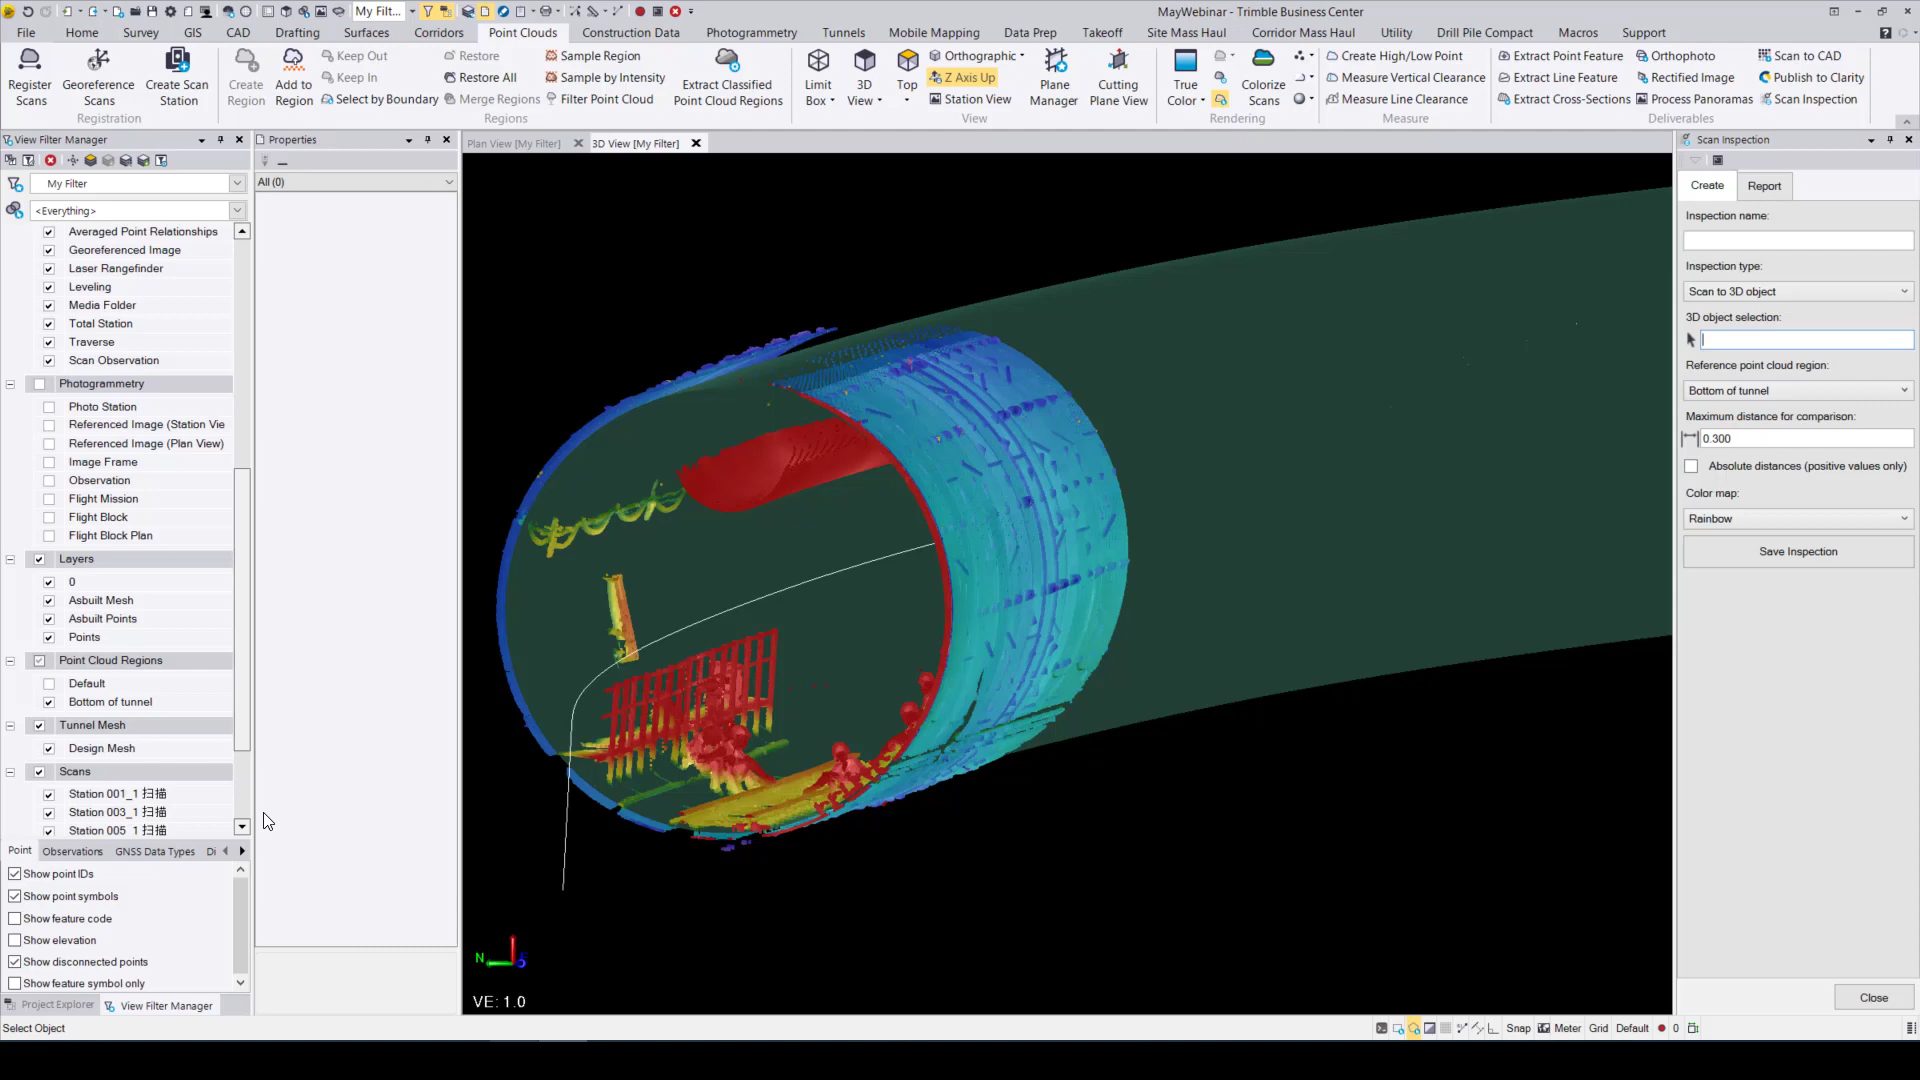 My Filt...
MayWebinar - Trimble Business Center
File Home Survey GIS CAD Drafting Surfaces Corridors Point Clouds Construction Data Photogrammetry Tunnels Mobile Mapping Data Prep Takeoff Site Mass Haul Corridor Mass Haul Utility Drill Pile Compact Macros Support
Register Scans
Georeference Scans
Create Scan Station
Registration
Create Region
Add to Region
Keep Out
Keep In
Select by Boundary
Restore
Restore All
Merge Regions
Sample Region
Sample by Intensity
Filter Point Cloud
Extract Classified Point Cloud Regions
Regions
Limit Box
3D View
Top
Orthographic
Z Axis Up
Station View
Plane Manager
Cutting Plane View
View
True Color
Colorize Scans
Rendering
Create High/Low Point
Measure Vertical Clearance
Measure Line Clearance
Measure
Extract Point Feature
Extract Line Feature
Extract Cross-Sections
Orthophoto
Rectified Image
Process Panoramas
Scan to CAD
Publish to Clarity
Scan Inspection
Deliverables
View Filter Manager
My Filter
<Everything>
Averaged Point Relationships
Georeferenced Image
Laser Rangefinder
Leveling
Media Folder
Total Station
Traverse
Scan Observation
Photogrammetry
Photo Station
Referenced Image (Station Vie
Referenced Image (Plan View)
Image Frame
Observation
Flight Mission
Flight Block
Flight Block Plan
Layers
0
Asbuilt Mesh
Asbuilt Points
Points
Point Cloud Regions
Default
Bottom of tunnel
Tunnel Mesh
Design Mesh
Scans
Station 001_1 扫描
Station 003_1 扫描
Station 005_1 扫描
Point Observations GNSS Data Types Di
Show point IDs
Show point symbols
Show feature code
Show elevation
Show disconnected points
Show feature symbol only
Project Explorer View Filter Manager
Select Object
Properties
All (0)
Plan View [My Filter] 3D View [My Filter]
N
VE: 1.0
Scan Inspection
Create Report
Inspection name:
Inspection type:
Scan to 3D object
3D object selection:
Reference point cloud region:
Bottom of tunnel
Maximum distance for comparison:
0.300
Absolute distances (positive values only)
Color map:
Rainbow
Save Inspection
Close
Snap Meter Grid Default 0